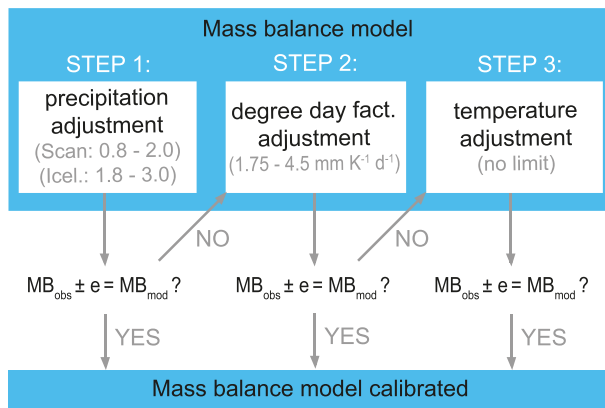 Mass balance model
STEP 1:
precipitation
adjustment
(Scan: 0.8 - 2.0)
(Icel.: 1.8 - 3.0)
STEP 2:
degree day fact.
adjustment
(1.75 - 4.5 mm K⁻¹ d⁻¹)
STEP 3:
temperature
adjustment
(no limit)
NO
NO
MBobs ± e = MBmod ?
MBobs ± e = MBmod ?
MBobs ± e = MBmod ?
YES
YES
YES
Mass balance model calibrated